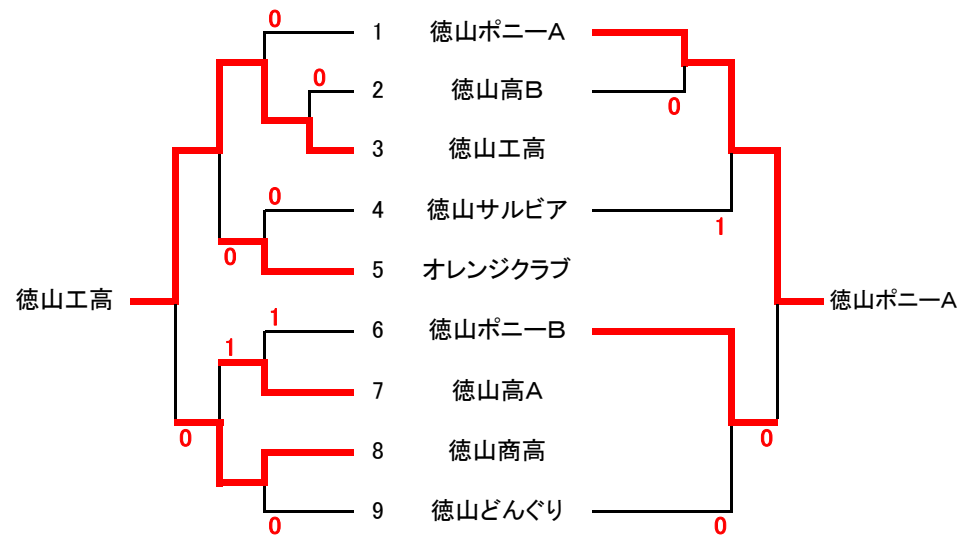 0
1 徳山ポニーA
0
2 徳山高B
0
3 徳山工高
0
4 徳山サルビア
1
0
5 オレンジクラブ
徳山工高
徳山ポニーA
1
6 徳山ポニーB
1
7 徳山高A
0
0
8 徳山商高
9 徳山どんぐり
0
0